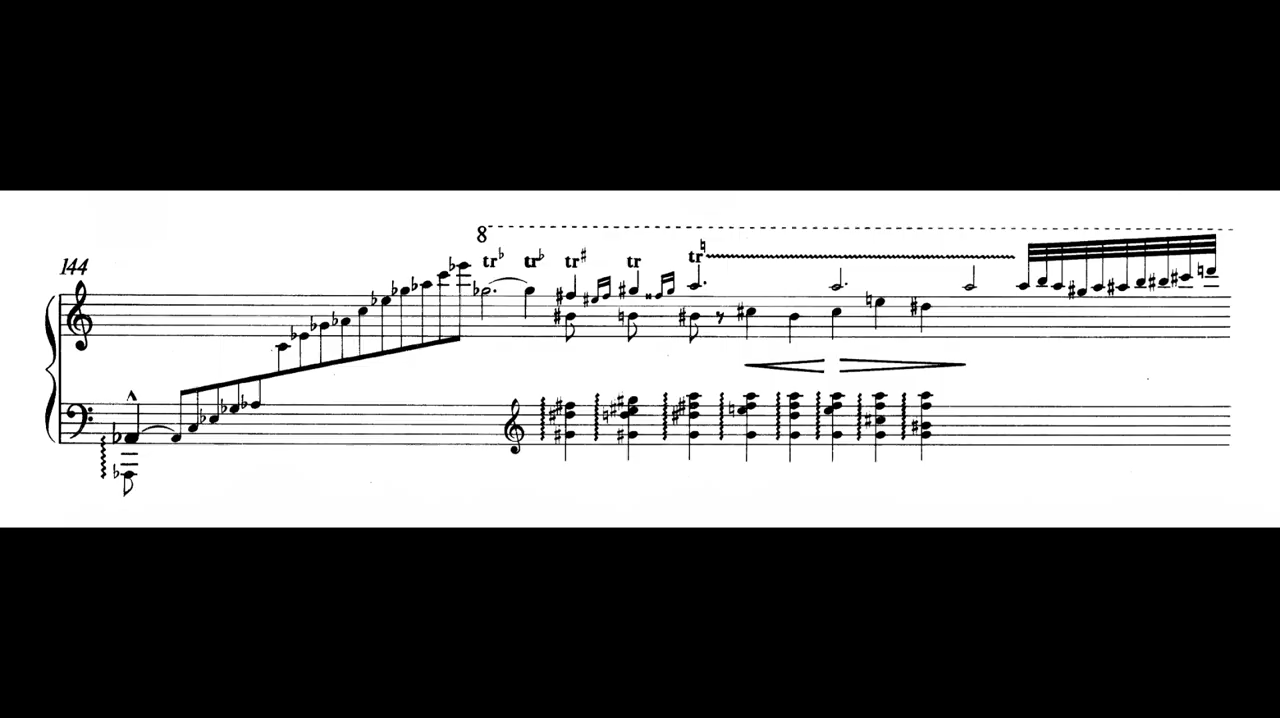 8
144 tr♭ tr♭ tr♯ tr tr♮